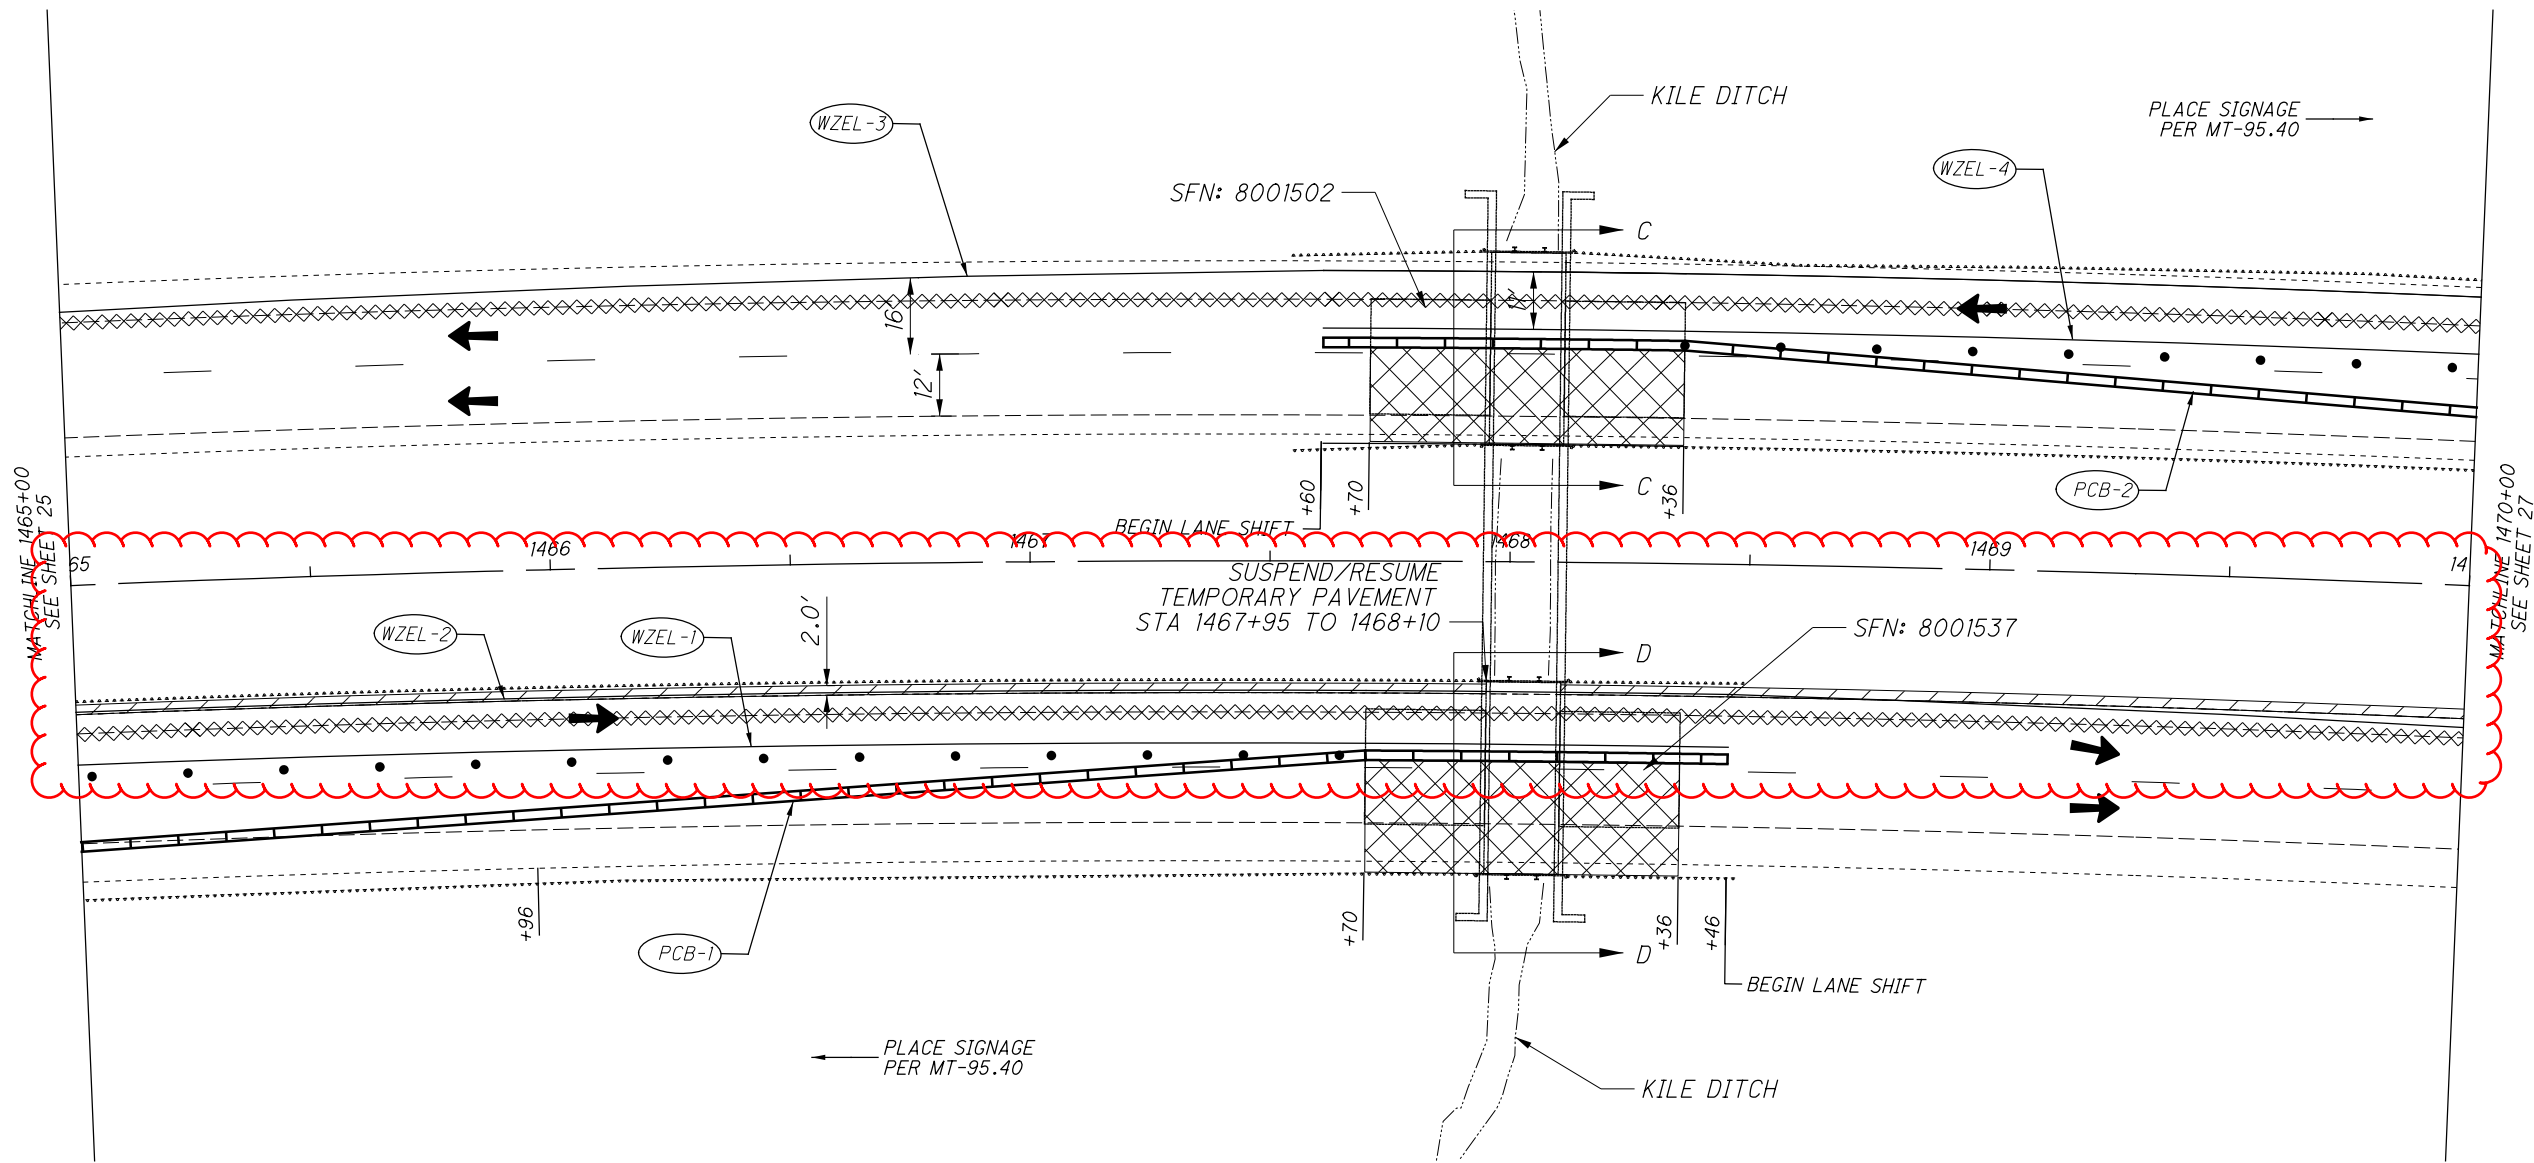 KILE DITCH
PLACE SIGNAGE
PER MT-95.40
WZEL-3
WZEL-4
SFN: 8001502
C
16'
12'
PCB-2
C
+60
+70
+36
BEGIN LANE SHIFT
MATCHLINE 1465+00
SEE SHEET 25
MATCHLINE 1470+00
SEE SHEET 27
65
1466
1467
1468
1469
14
SUSPEND/RESUME
TEMPORARY PAVEMENT
STA 1467+95 TO 1468+10
2.0'
WZEL-2
WZEL-1
SFN: 8001537
D
+96
PCB-1
+70
D
+36
+46
BEGIN LANE SHIFT
PLACE SIGNAGE
PER MT-95.40
KILE DITCH